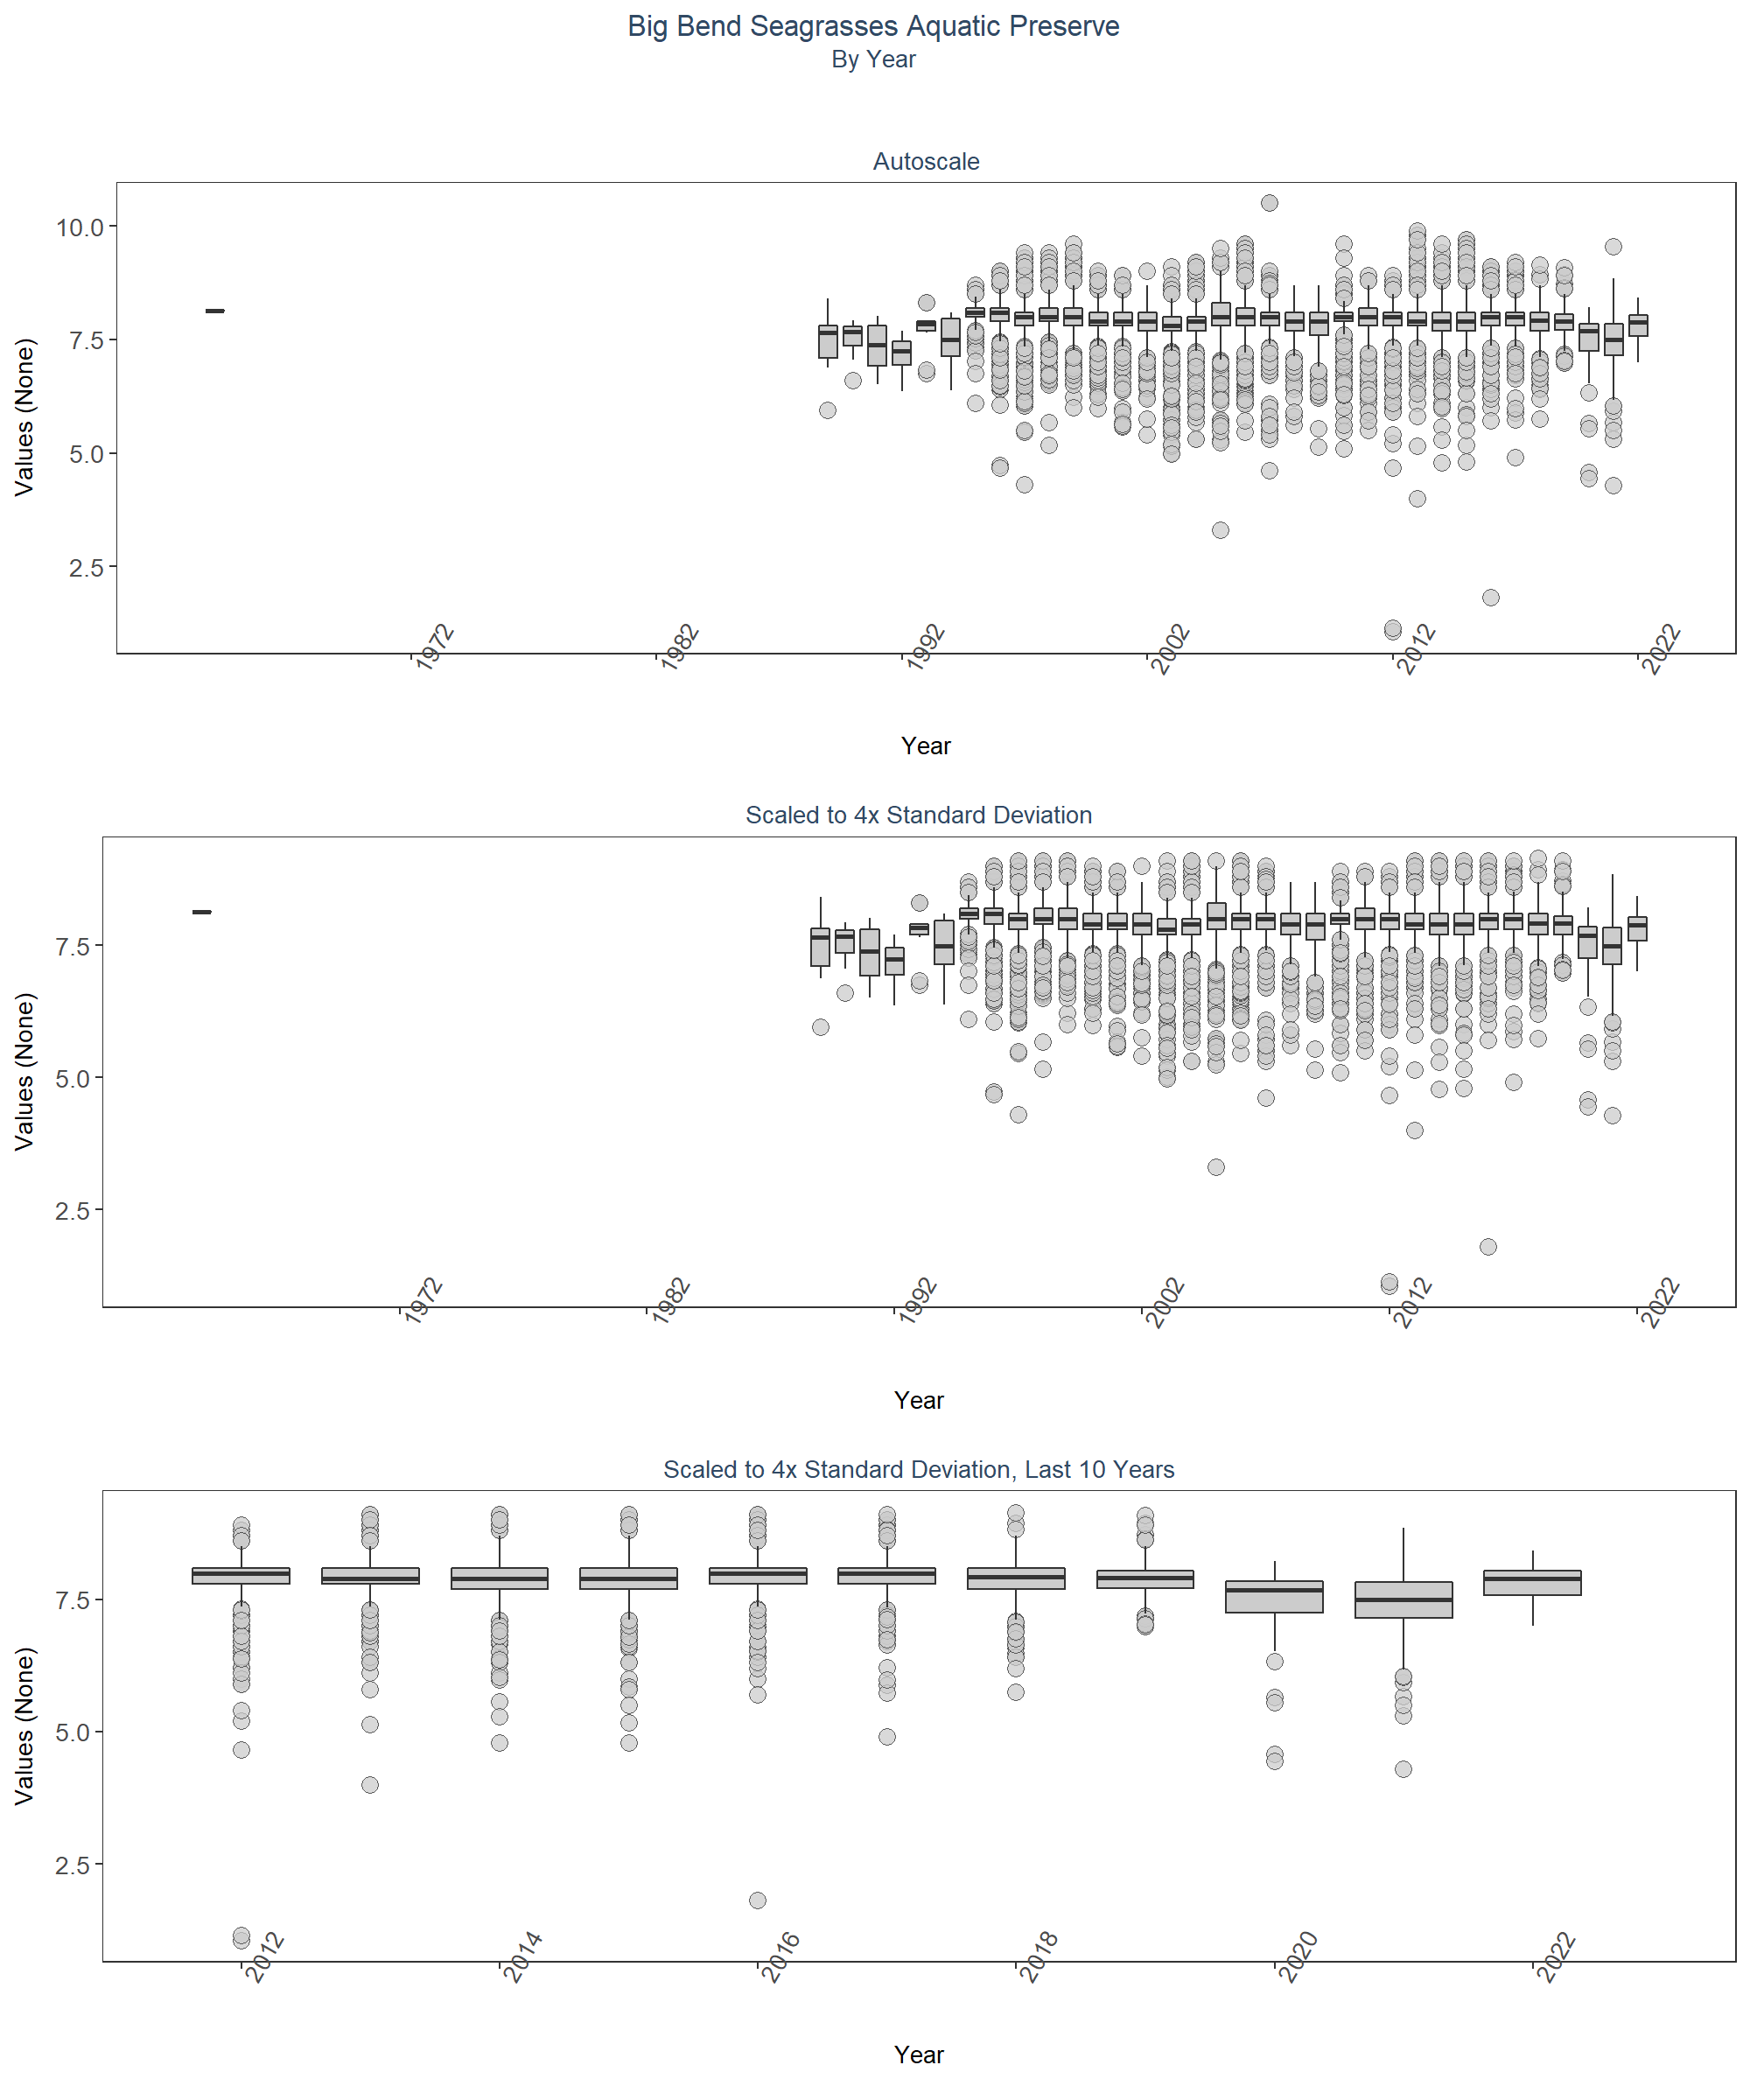 Big Bend Seagrasses Aquatic Preserve
By Year
Autoscale
10.0
7.5
5.0
2.5
Values (None)
1972 1982 1992 2002 2012 2022
Year
Scaled to 4x Standard Deviation
7.5
5.0
2.5
Values (None)
1972 1982 1992 2002 2012 2022
Year
Scaled to 4x Standard Deviation, Last 10 Years
7.5
5.0
2.5
Values (None)
2012 2014 2016 2018 2020 2022
Year